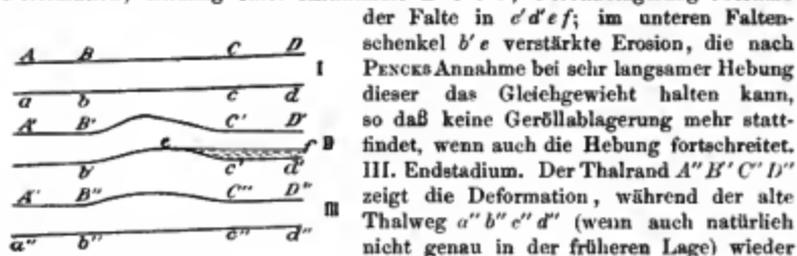 der Falte in c′d′e f; im unteren Falten-
schenkel b′ e verstärkte Erosion, die nach
PENCKS Annahme bei sehr langsamer Hebung
dieser das Gleichgewicht halten kann,
so daß keine Geröllablagerung mehr statt-
findet, wenn auch die Hebung fortschreitet.
III. Endstadium. Der Thalrand A″ B″ C″ D″
zeigt die Deformation, während der alte
Thalweg a″ b″ c″ d″ (wenn auch natürlich
nicht genau in der früheren Lage) wieder
A B C D
I
a b c d
A′ B′ C′ D′
e f
b′ c′ d′
A′ B″ C‴ D″
III
a″ b″ c″ d″